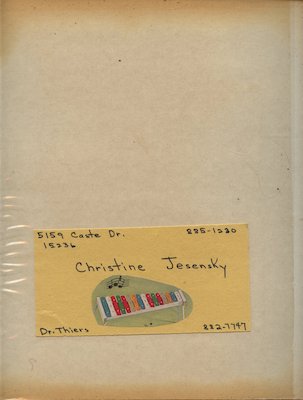 5159 Caste Dr. 885-1230
15236
Christine Jesensky
Dr. Thiers 882-7747